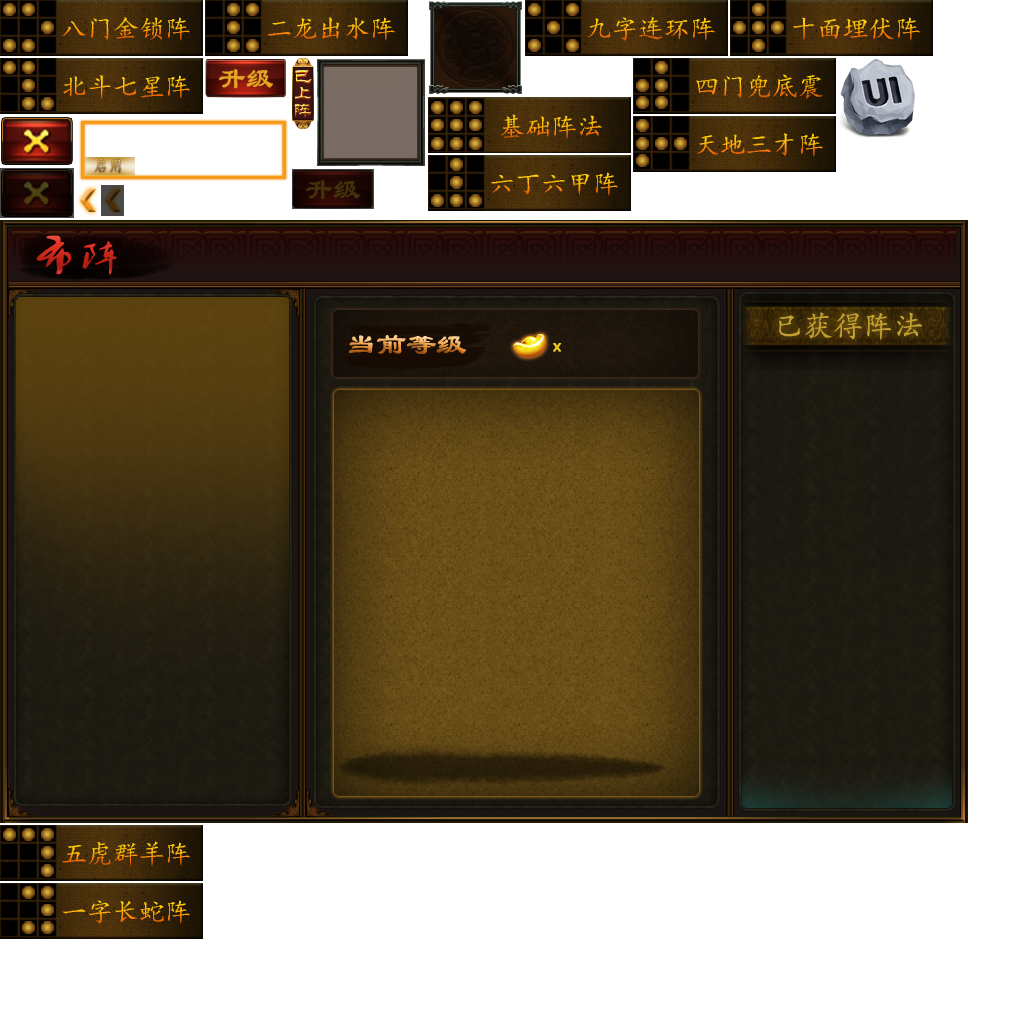 八门金锁阵
二龙出水阵
九字连环阵
十面埋伏阵
北斗七星阵
升级
已上阵
四门兜底震
UI
基础阵法
天地三才阵
启用
升级
六丁六甲阵
布阵
当前等级
x
已获得阵法
五虎群羊阵
一字长蛇阵